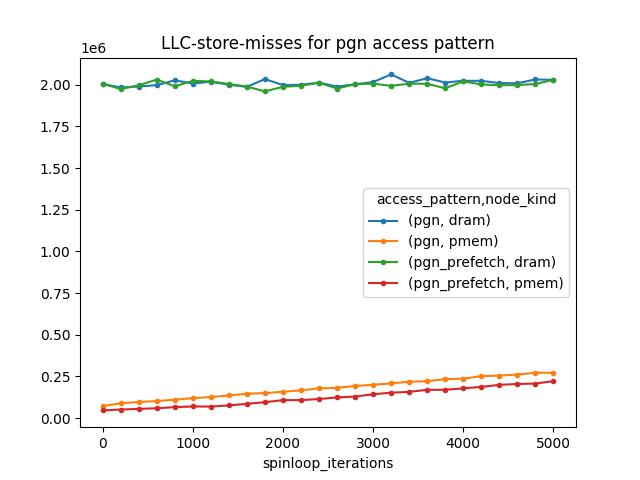 LLC-store-misses for pgn access pattern
1e6
2.00
1.75
1.50
1.25
1.00
0.75
0.50
0.25
0.00
access_pattern,node_kind
(pgn, dram)
(pgn, pmem)
(pgn_prefetch, dram)
(pgn_prefetch, pmem)
0 1000 2000 3000 4000 5000
spinloop_iterations